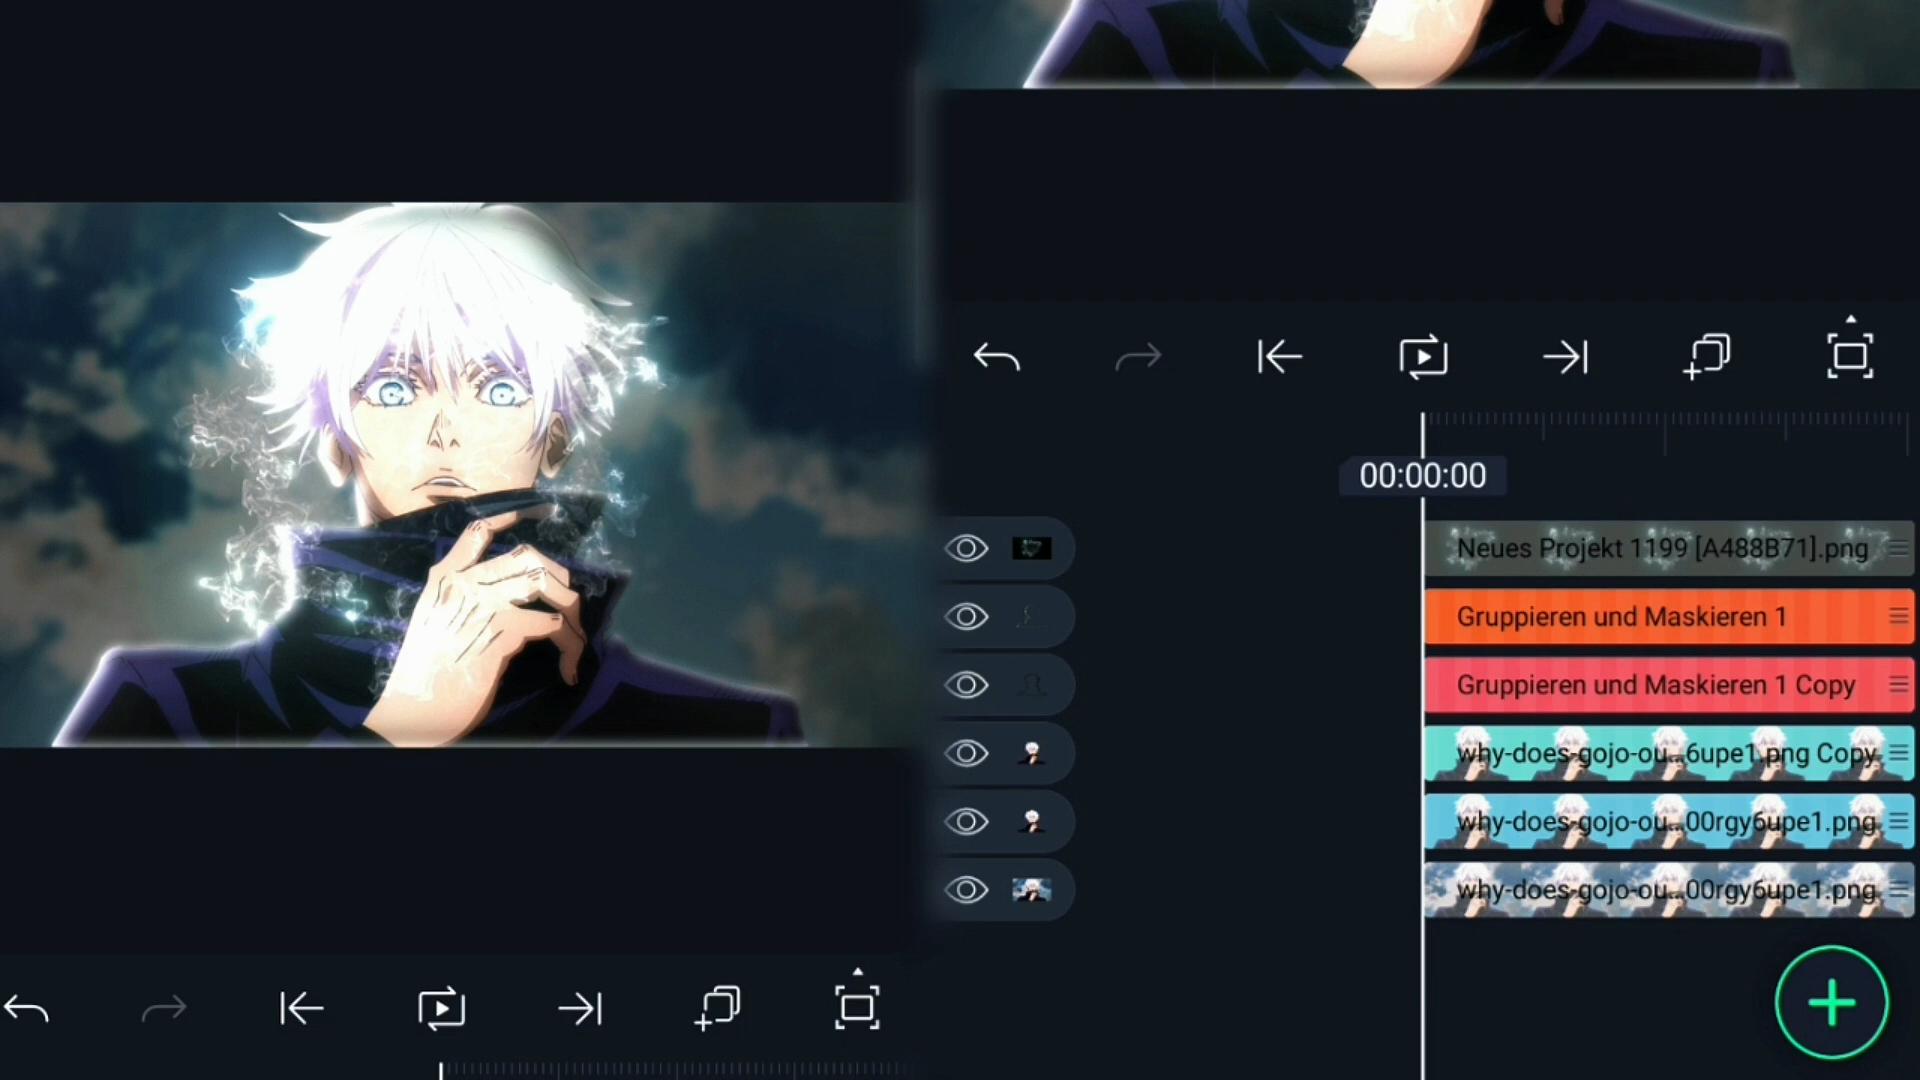 00:00:00
Neues Projekt 1199 [A488B71].png
Gruppieren und Maskieren 1
Gruppieren und Maskieren 1 Copy
why-does-gojo-ou...6upe1.png Copy
why-does-gojo-ou...00rgy6upe1.png
why-does-gojo-ou...00rgy6upe1.png